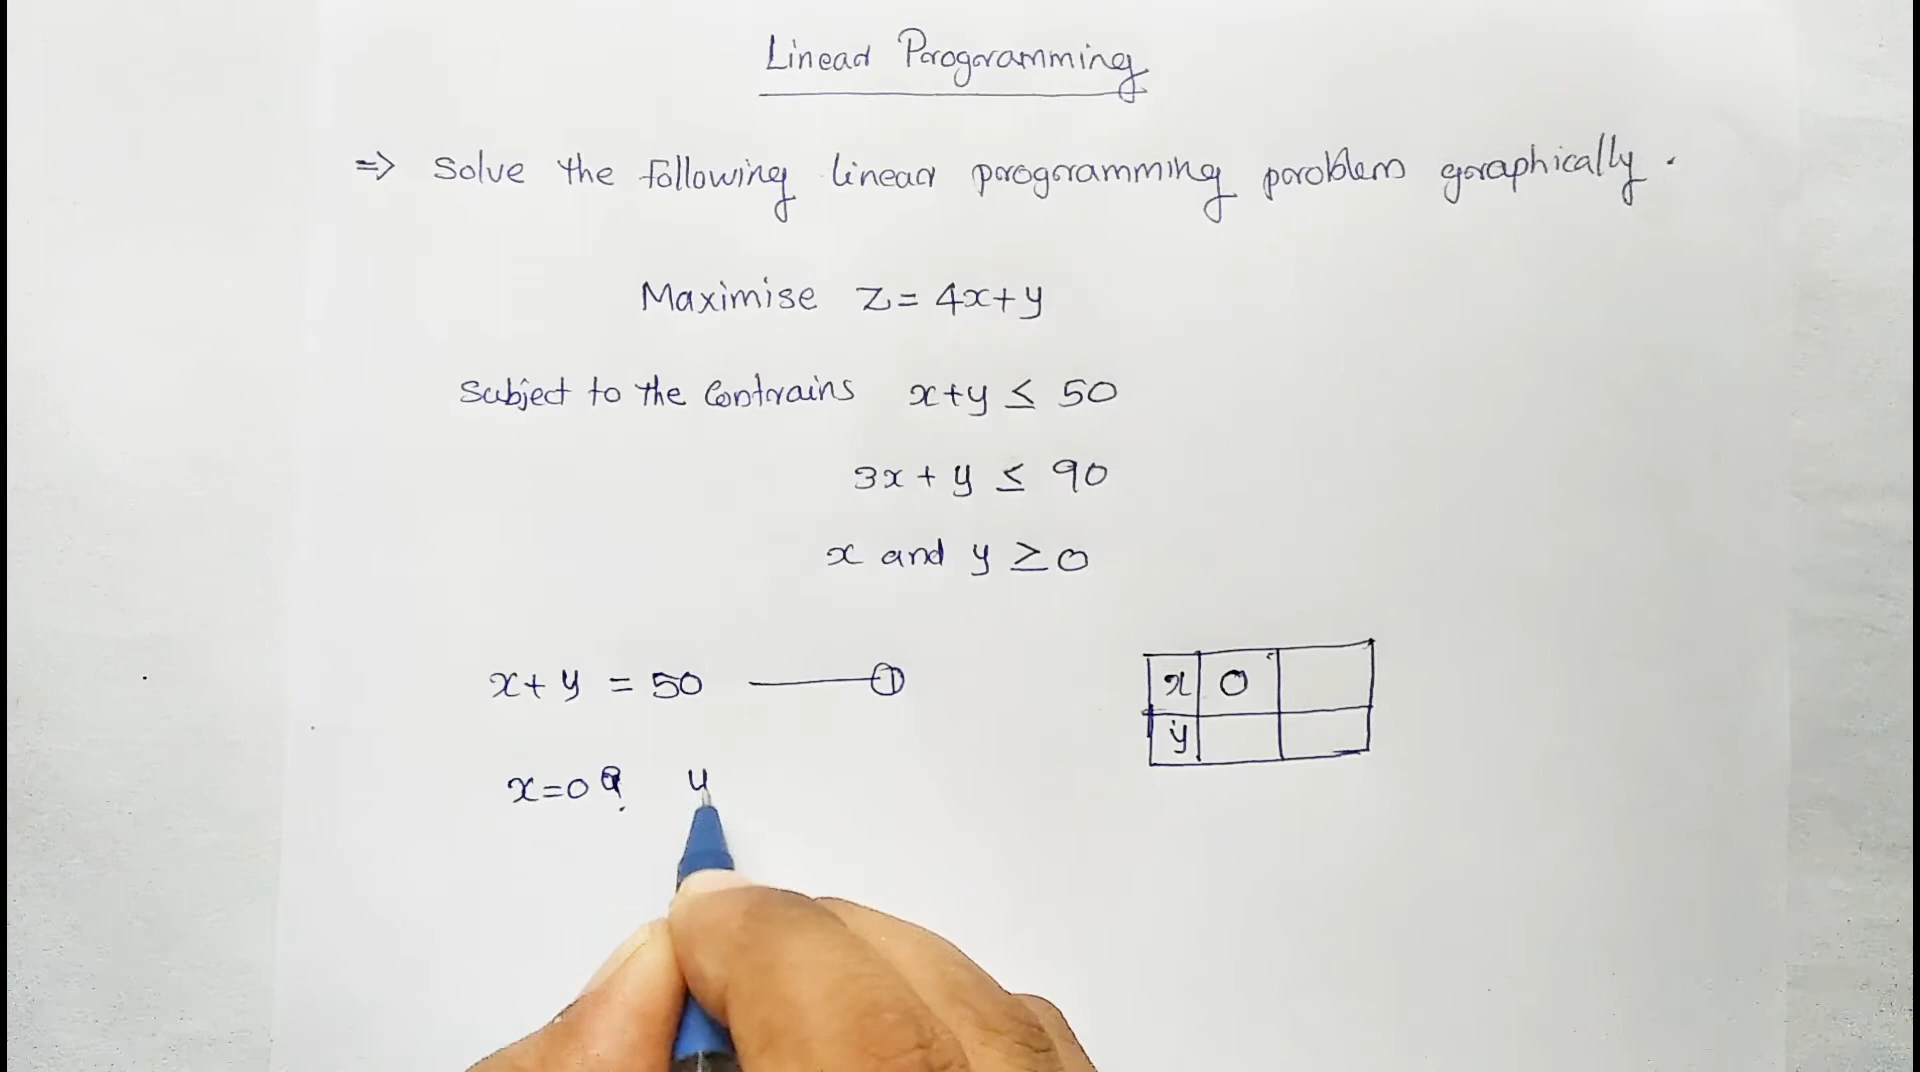 Linear Programming
=> Solve the following linear programming problem graphically.
Maximise Z = 4x+y
Subject to the Contrains x+y ≤ 50
3x + y ≤ 90
x and y ≥ 0
x + y = 50 ——— ①
x 0
y
x=0 y